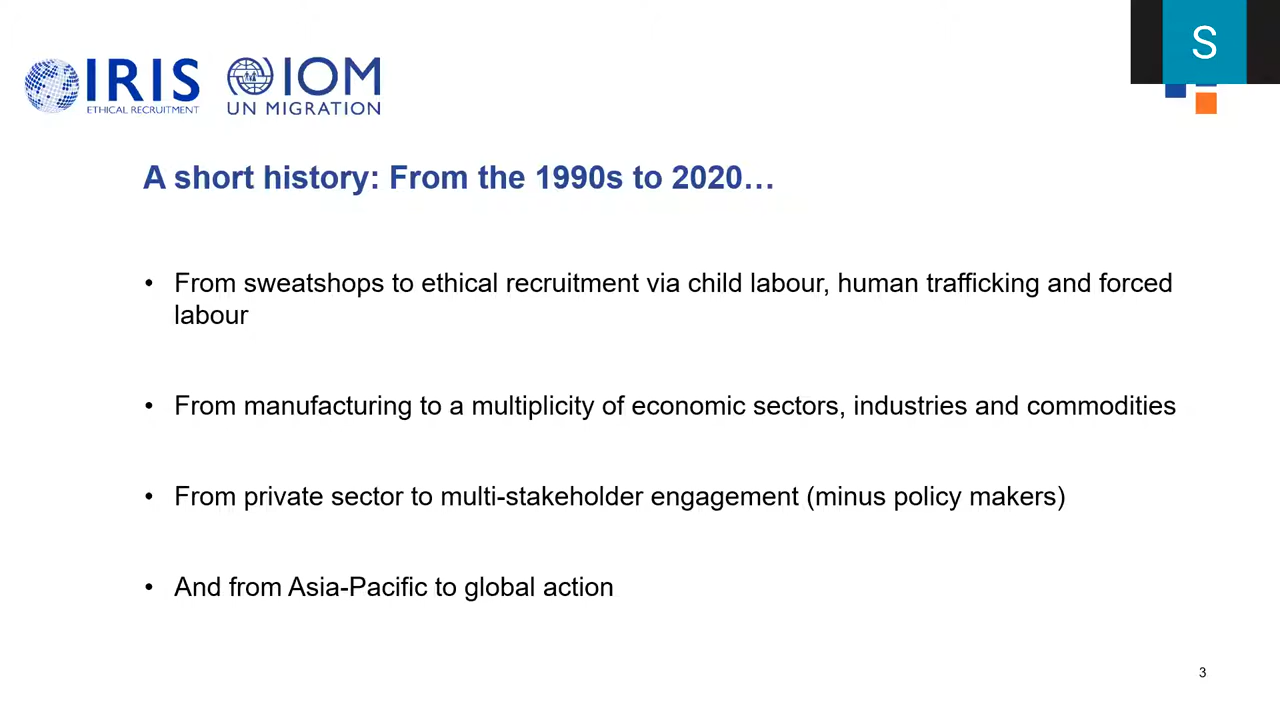 S
IRIS
ETHICAL RECRUITMENT
IOM
UN MIGRATION
A short history: From the 1990s to 2020…
• From sweatshops to ethical recruitment via child labour, human trafficking and forced
labour
• From manufacturing to a multiplicity of economic sectors, industries and commodities
• From private sector to multi-stakeholder engagement (minus policy makers)
• And from Asia-Pacific to global action
3